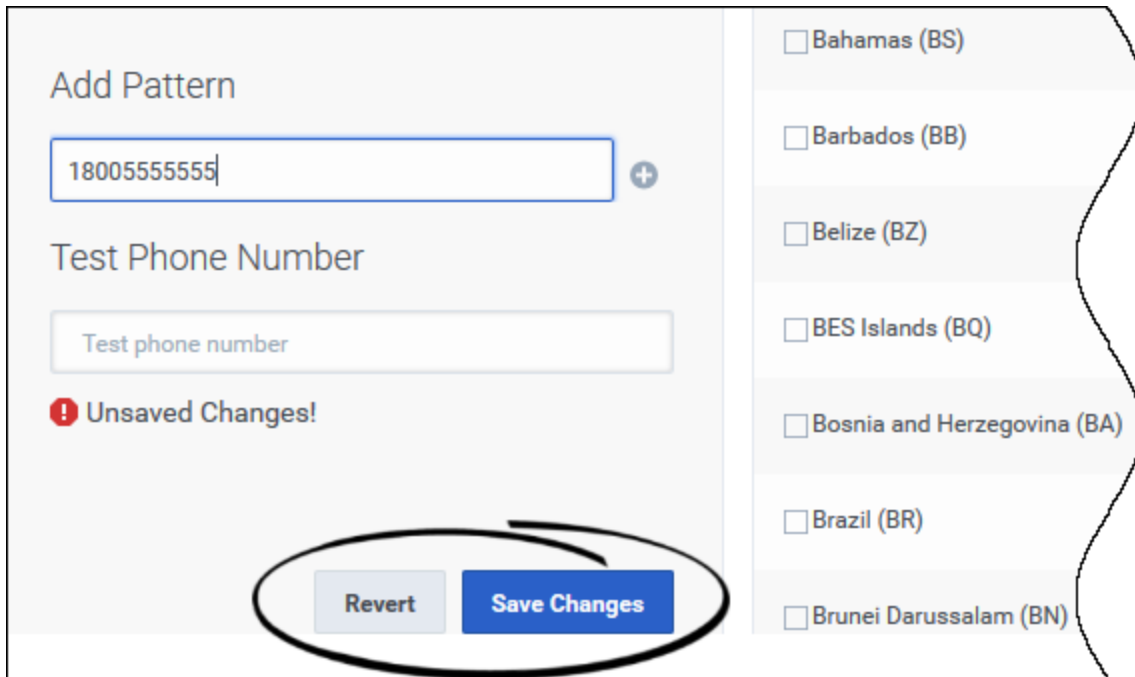 Add Pattern
18005555555
Test Phone Number
Test phone number
Unsaved Changes!
Revert
Save Changes
Bahamas (BS)
Barbados (BB)
Belize (BZ)
BES Islands (BQ)
Bosnia and Herzegovina (BA)
Brazil (BR)
Brunei Darussalam (BN)